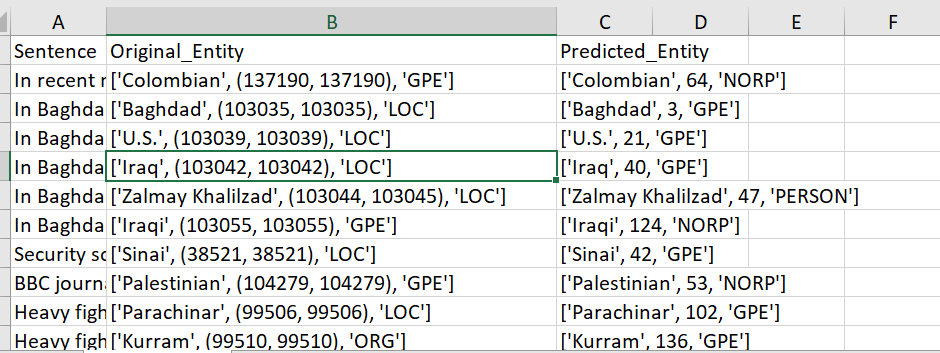 A B C D E F
Sentence Original_Entity Predicted_Entity
In recent r ['Colombian', (137190, 137190), 'GPE'] ['Colombian', 64, 'NORP']
In Baghda ['Baghdad', (103035, 103035), 'LOC'] ['Baghdad', 3, 'GPE']
In Baghda ['U.S.', (103039, 103039), 'LOC'] ['U.S.', 21, 'GPE']
In Baghda ['Iraq', (103042, 103042), 'LOC'] ['Iraq', 40, 'GPE']
In Baghda ['Zalmay Khalilzad', (103044, 103045), 'LOC'] ['Zalmay Khalilzad', 47, 'PERSON']
In Baghda ['Iraqi', (103055, 103055), 'GPE'] ['Iraqi', 124, 'NORP']
Security so ['Sinai', (38521, 38521), 'LOC'] ['Sinai', 42, 'GPE']
BBC journ ['Palestinian', (104279, 104279), 'GPE'] ['Palestinian', 53, 'NORP']
Heavy figh ['Parachinar', (99506, 99506), 'LOC'] ['Parachinar', 102, 'GPE']
Heavy figh ['Kurram', (99510, 99510), 'ORG'] ['Kurram', 136, 'GPE']